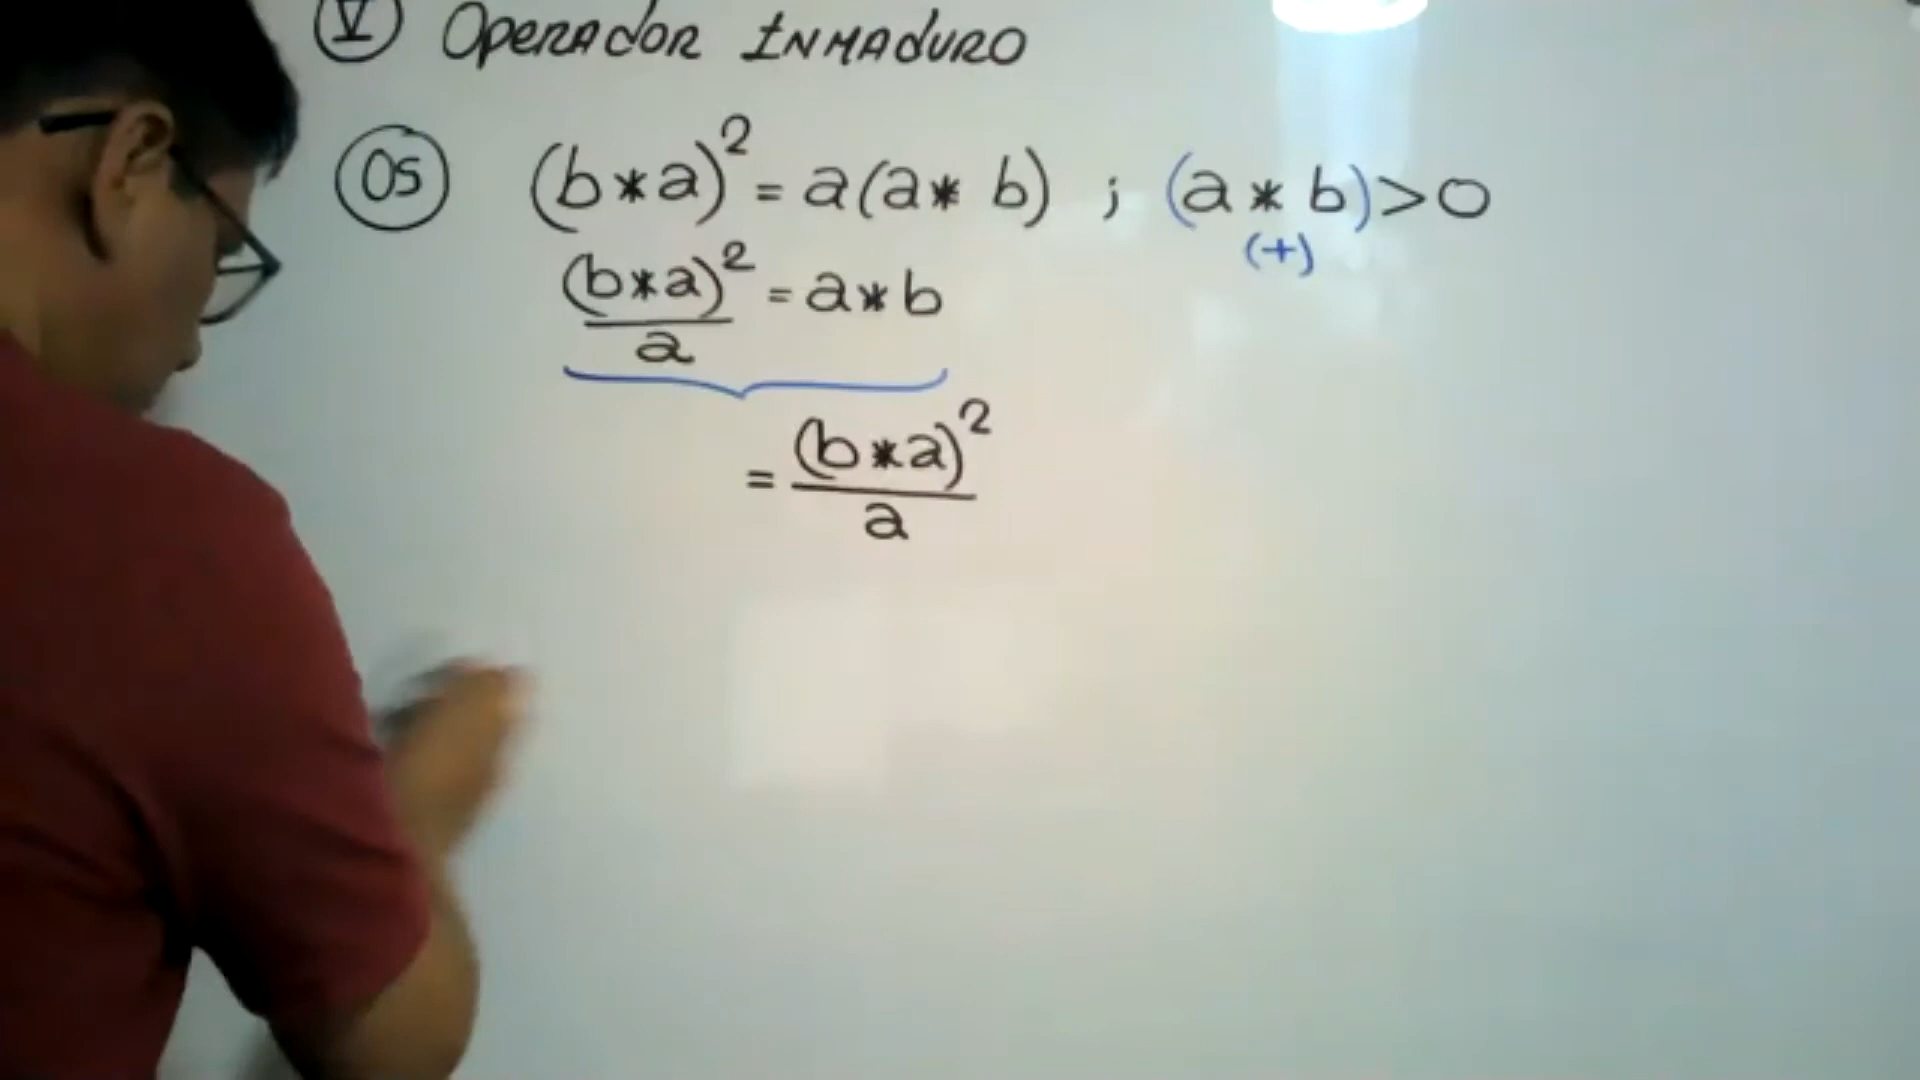 V Operador Inmaduro
05 (b*a)² = a(a*b) ; (a*b)>0
(+)
(b*a)²/a = a*b
= (b*a)²/a